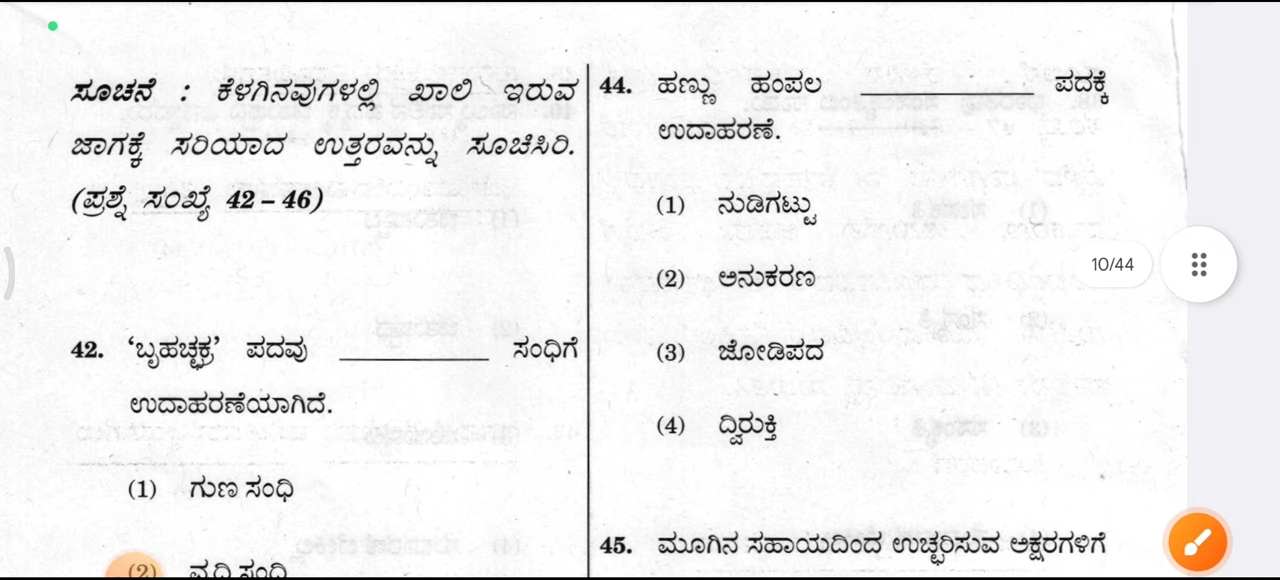 ಸೂಚನೆ : ಕೆಳಗಿನವುಗಳಲ್ಲಿ ಖಾಲಿ ಇರುವ
ಜಾಗಕ್ಕೆ ಸರಿಯಾದ ಉತ್ತರವನ್ನು ಸೂಚಿಸಿರಿ.
(ಪ್ರಶ್ನೆ ಸಂಖ್ಯೆ 42 – 46)
42. ‘ಬೃಹಚ್ಚಕ್ರ’ ಪದವು ____________ ಸಂಧಿಗೆ
ಉದಾಹರಣೆಯಾಗಿದೆ.
(1) ಗುಣ ಸಂಧಿ
(2) ವೃದ್ಧಿ ಸಂಧಿ
44. ಹಣ್ಣು ಹಂಪಲ ____________ ಪದಕ್ಕೆ
ಉದಾಹರಣೆ.
(1) ನುಡಿಗಟ್ಟು
(2) ಅನುಕರಣ
(3) ಜೋಡಿಪದ
(4) ದ್ವಿರುಕ್ತಿ
45. ಮೂಗಿನ ಸಹಾಯದಿಂದ ಉಚ್ಛರಿಸುವ ಅಕ್ಷರಗಳಿಗೆ
10/44